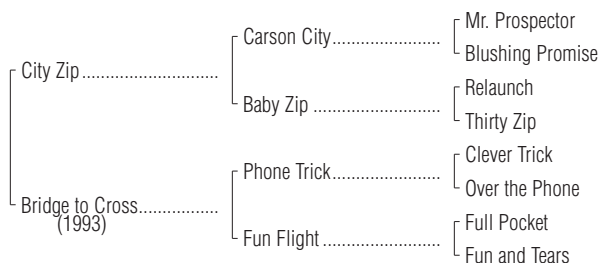 Mr. Prospector
Carson City
Blushing Promise
City Zip
Relaunch
Baby Zip
Thirty Zip
Clever Trick
Phone Trick
Over the Phone
Bridge to Cross
(1993)
Full Pocket
Fun Flight
Fun and Tears